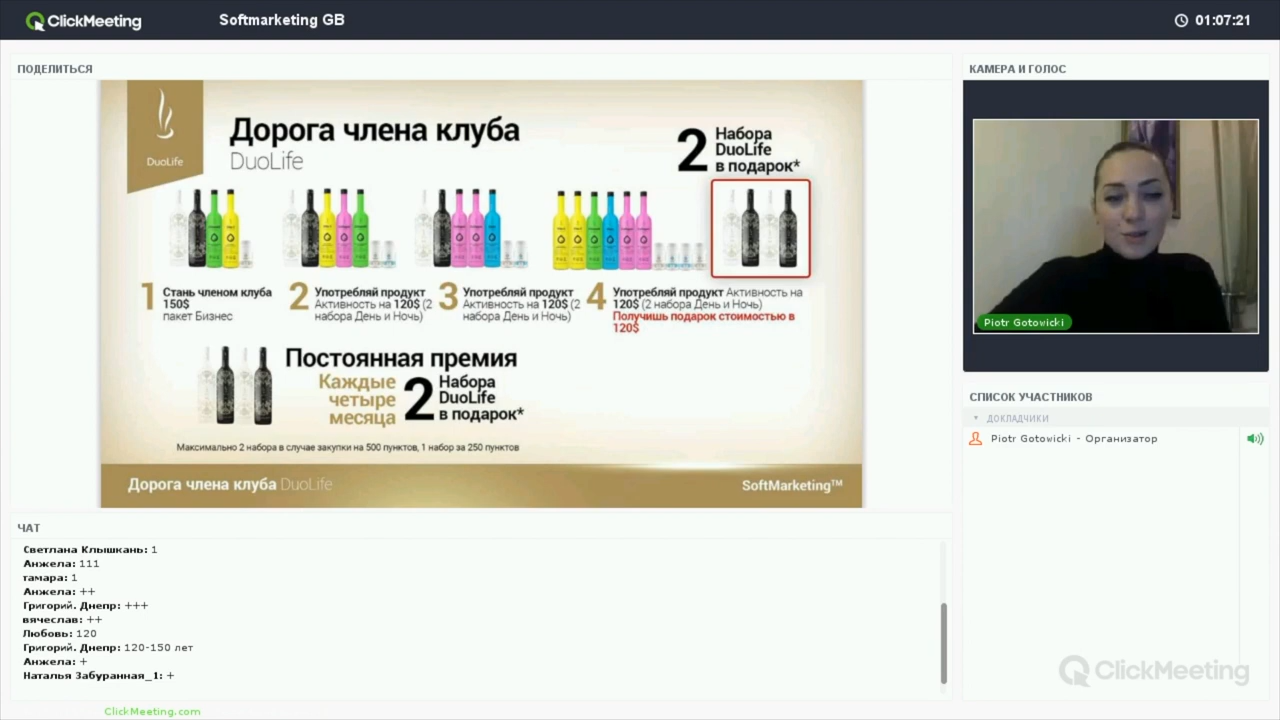 ClickMeeting
Softmarketing GB
01:07:21
ПОДЕЛИТЬСЯ
DuoLife
Дорога члена клуба
DuoLife
2 Набора
DuoLife
в подарок*
1 Стань членом клуба
150$
пакет Бизнес
2 Употребляй продукт
Активность на 120$ (2
набора День и Ночь)
3 Употребляй продукт
Активность на 120$ (2
набора День и Ночь)
4 Употребляй продукт Активность на
120$ (2 набора День и Ночь)
Получишь подарок стоимостью в
120$
Постоянная премия
Каждые
четыре
месяца
2 Набора
DuoLife
в подарок*
Максимально 2 набора в случае закупки на 500 пунктов, 1 набор за 250 пунктов
Дорога члена клуба DuoLife
SoftMarketing™
КАМЕРА И ГОЛОС
Piotr Gotowicki
СПИСОК УЧАСТНИКОВ
ДОКЛАДЧИКИ
Piotr Gotowicki - Организатор
ЧАТ
Светлана Клышкань: 1
Анжела: 111
тамара: 1
Анжела: ++
Григорий. Днепр: +++
вячеслав: ++
Любовь: 120
Григорий. Днепр: 120-150 лет
Анжела: +
Наталья Забуранная_1: +
ClickMeeting
ClickMeeting.com